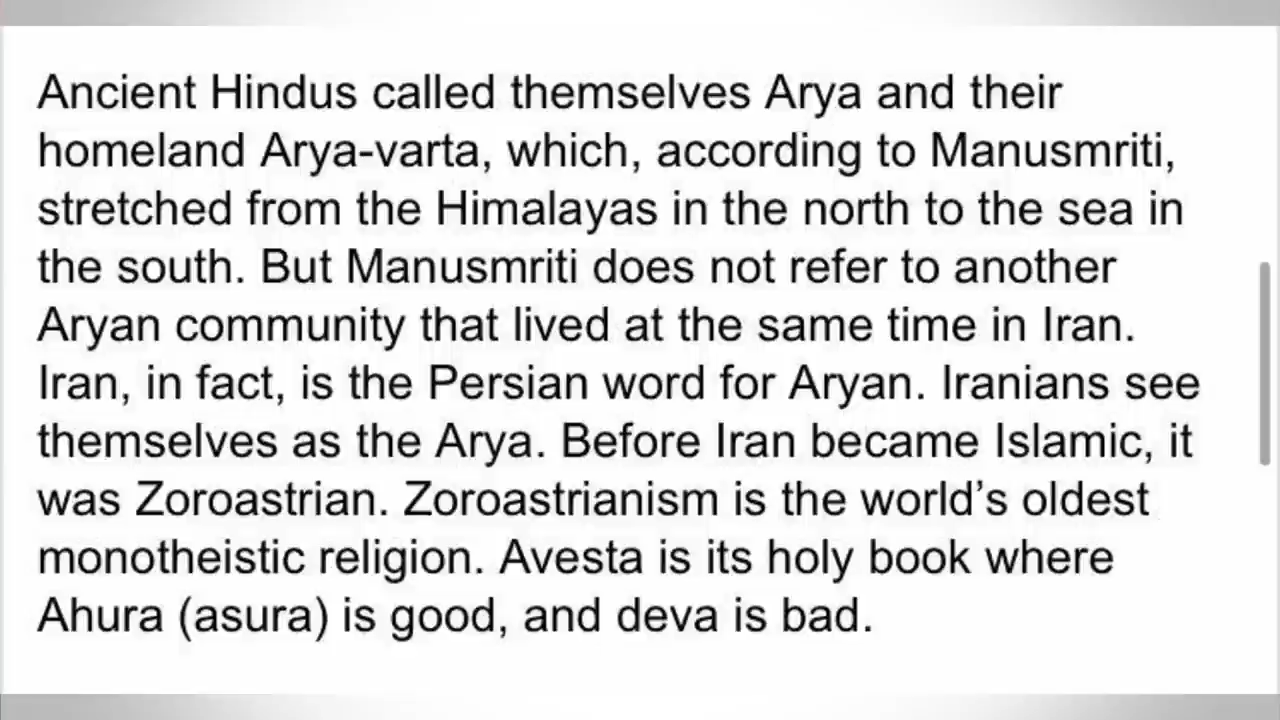 Ancient Hindus called themselves Arya and their
homeland Arya-varta, which, according to Manusmriti,
stretched from the Himalayas in the north to the sea in
the south. But Manusmriti does not refer to another
Aryan community that lived at the same time in Iran.
Iran, in fact, is the Persian word for Aryan. Iranians see
themselves as the Arya. Before Iran became Islamic, it
was Zoroastrian. Zoroastrianism is the world’s oldest
monotheistic religion. Avesta is its holy book where
Ahura (asura) is good, and deva is bad.